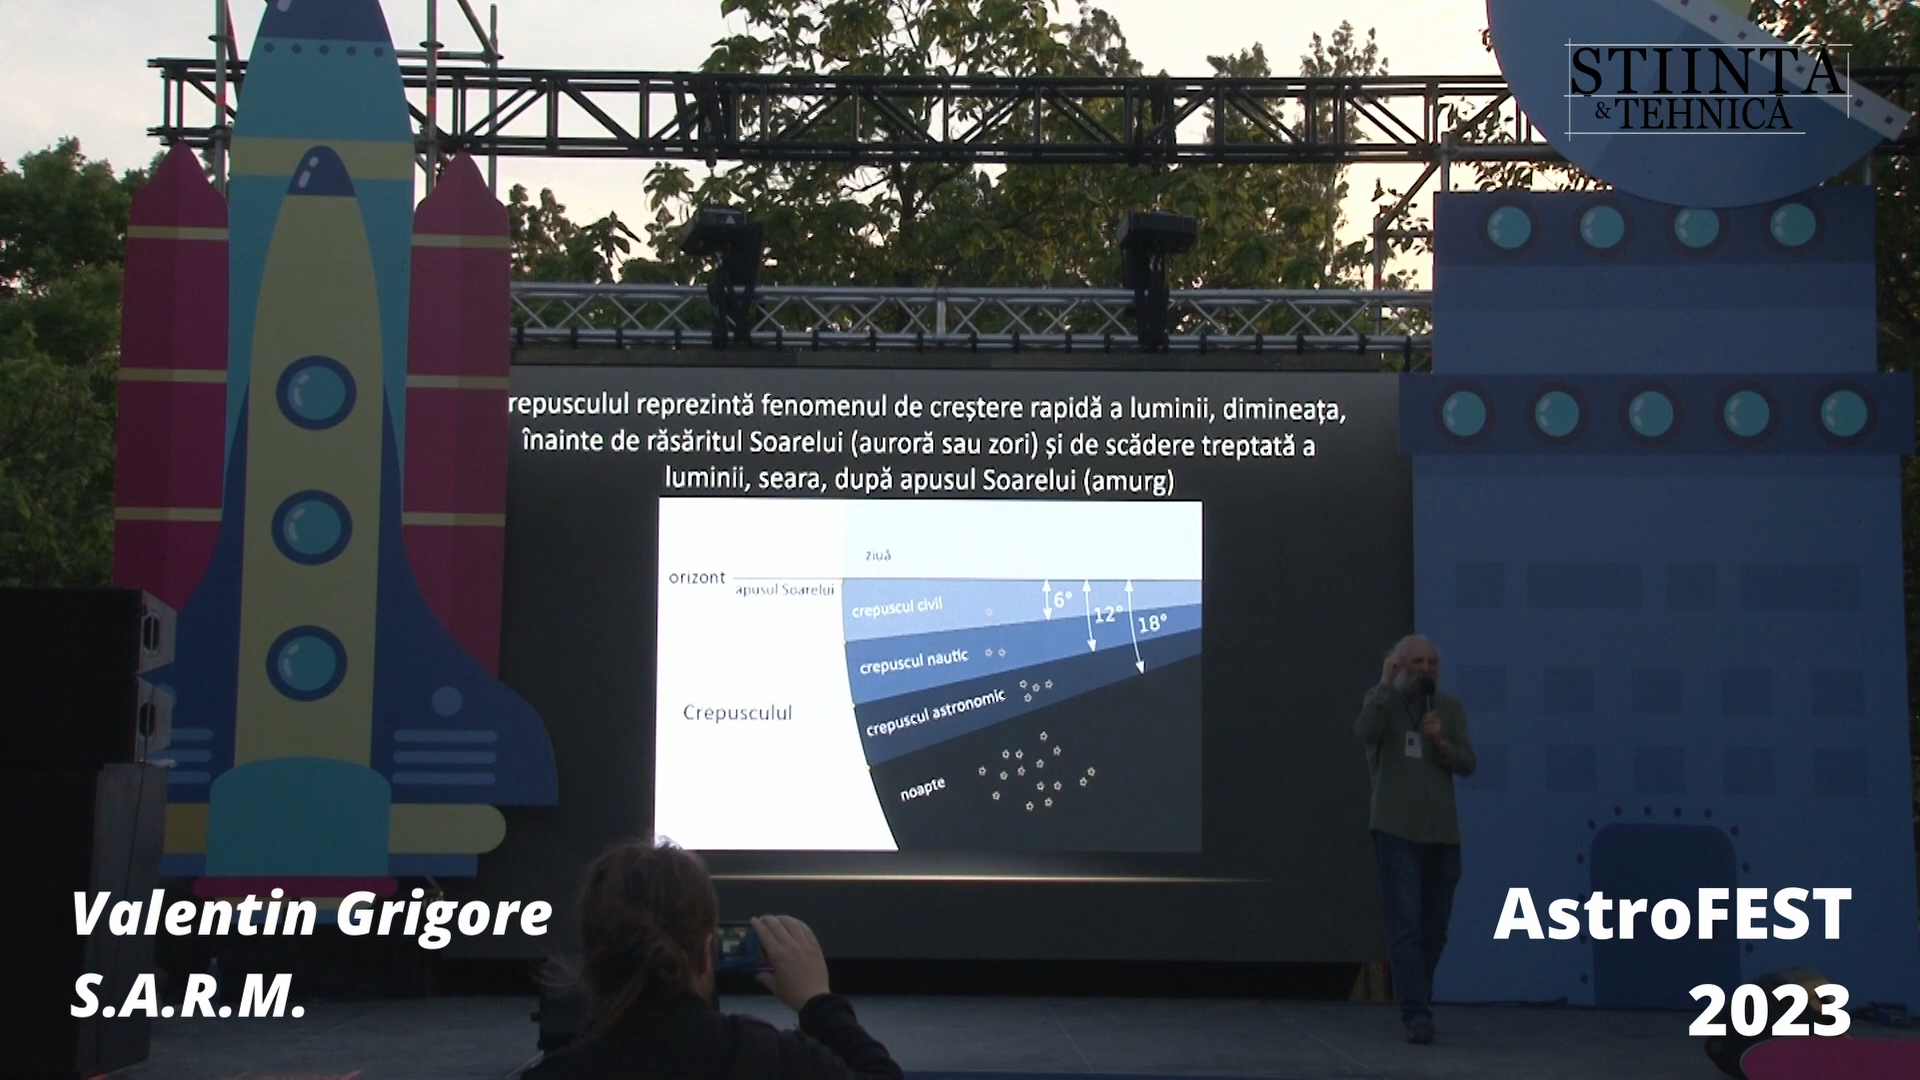 ȘTIINȚĂ
& TEHNICĂ
repusculul reprezintă fenomenul de creștere rapidă a luminii, dimineața,
înainte de răsăritul Soarelui (auroră sau zori) și de scădere treptată a
luminii, seara, după apusul Soarelui (amurg)
ziuă
orizont
apusul Soarelui
crepuscul civil
6°
12°
18°
crepuscul nautic
crepuscul astronomic
Crepusculul
noapte
Valentin Grigore
S.A.R.M.
AstroFEST
2023